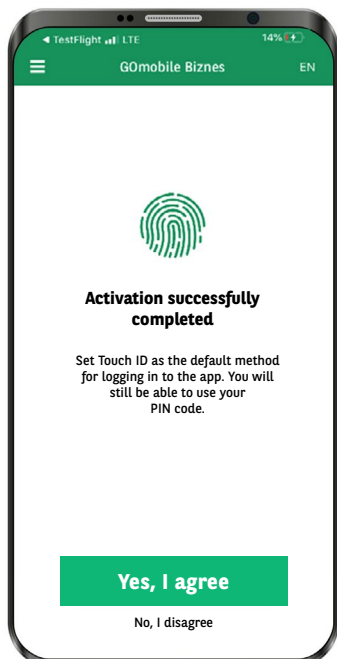 ◀ TestFlight LTE 14%
GOmobile Biznes EN
Activation successfully
completed
Set Touch ID as the default method
for logging in to the app. You will
still be able to use your
PIN code.
Yes, I agree
No, I disagree